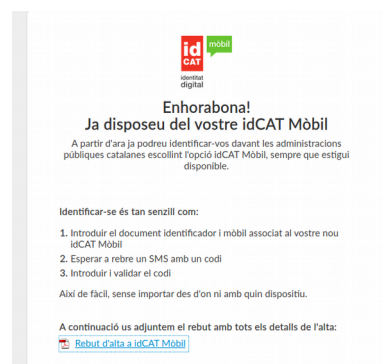 id
CAT
mòbil
identitat
digital
Enhorabona!
Ja disposeu del vostre idCAT Mòbil
A partir d'ara ja podreu identificar-vos davant les administracions
públiques catalanes escollint l'opció idCAT Mòbil, sempre que estigui
disponible.
Identificar-se és tan senzill com:
1. Introduir el document identificador i mòbil associat al vostre nou
idCAT Mòbil
2. Esperar a rebre un SMS amb un codi
3. Introduir i validar el codi
Així de fàcil, sense importar des d'on ni amb quin dispositiu.
A continuació us adjuntem el rebut amb tots els detalls de l'alta:
Rebut d'alta a idCAT Mòbil